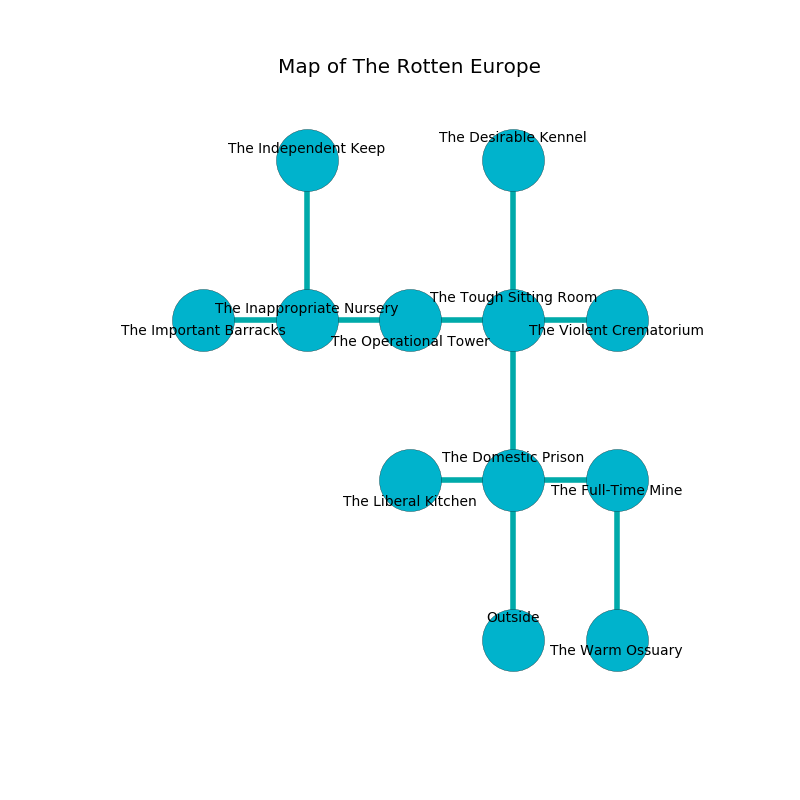 Map of The Rotten Europe
The Desirable Kennel
The Independent Keep
The Tough Sitting Room
The Inappropriate Nursery
The Important Barracks
The Violent Crematorium
The Operational Tower
The Domestic Prison
The Full-Time Mine
The Liberal Kitchen
Outside
The Warm Ossuary